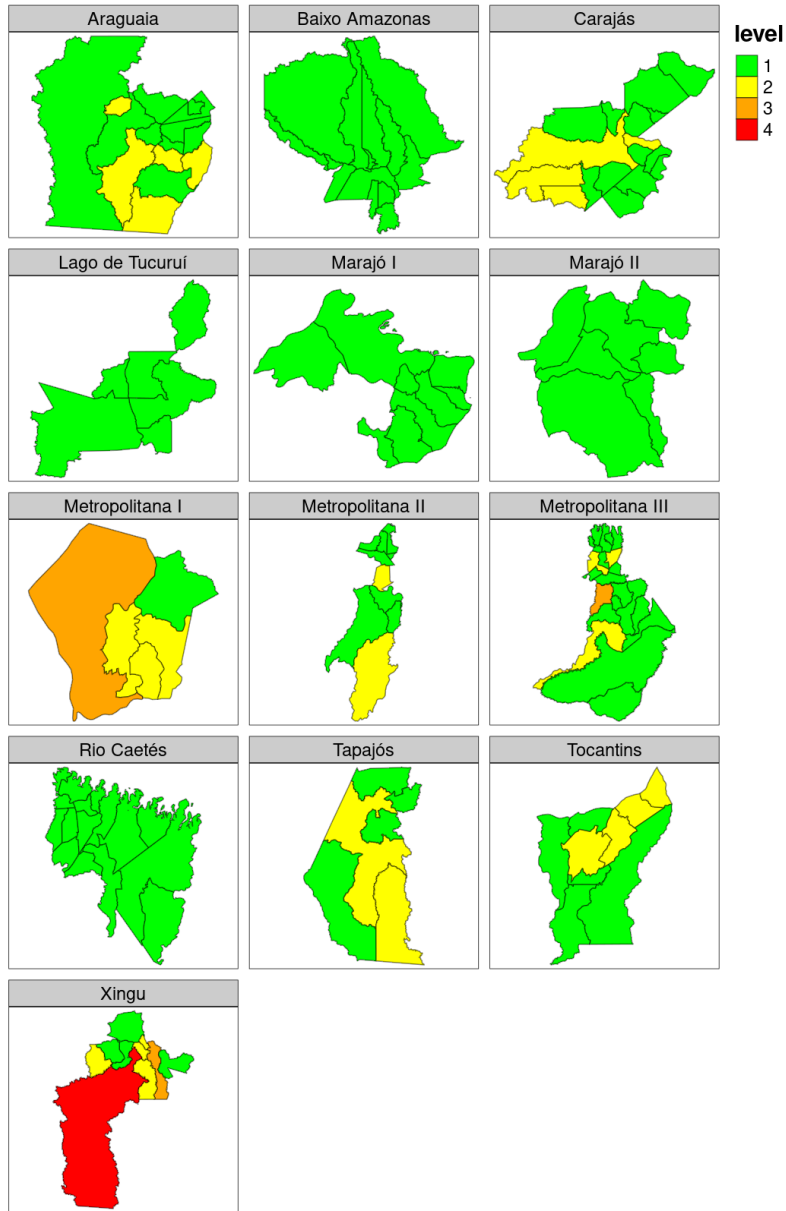 Araguaia
Baixo Amazonas
Carajás
level
1
2
3
4
Lago de Tucuruí
Marajó I
Marajó II
Metropolitana I
Metropolitana II
Metropolitana III
Rio Caetés
Tapajós
Tocantins
Xingu